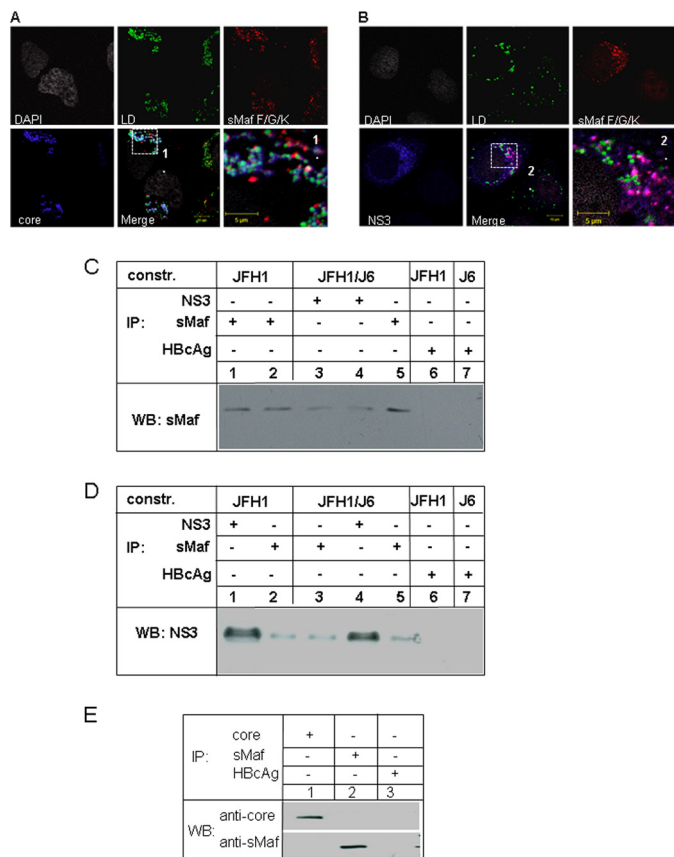 A
B
DAPI
LD
sMaf F/G/K
DAPI
LD
sMaf F/G/K
core
1
Merge
1
5 µm
NS3
2
Merge
2
5 µm
C
constr. JFH1 JFH1/J6 JFH1 J6
NS3 - - + + - - -
IP: sMaf + + - - + - -
HBcAg - - - - - + +
1 2 3 4 5 6 7
WB: sMaf
D
constr. JFH1 JFH1/J6 JFH1 J6
NS3 + - - + - - -
IP: sMaf - + + - + - -
HBcAg - - - - - + +
1 2 3 4 5 6 7
WB: NS3
E
core + - -
IP: sMaf - + -
HBcAg - - +
1 2 3
anti-core
WB:
anti-sMaf